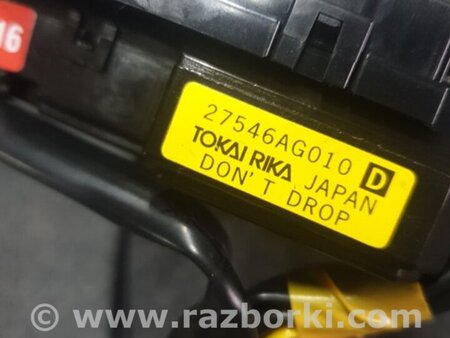 16
27546AG010 D
TOKAI RIKA JAPAN
DON'T DROP
© www.razborki.com